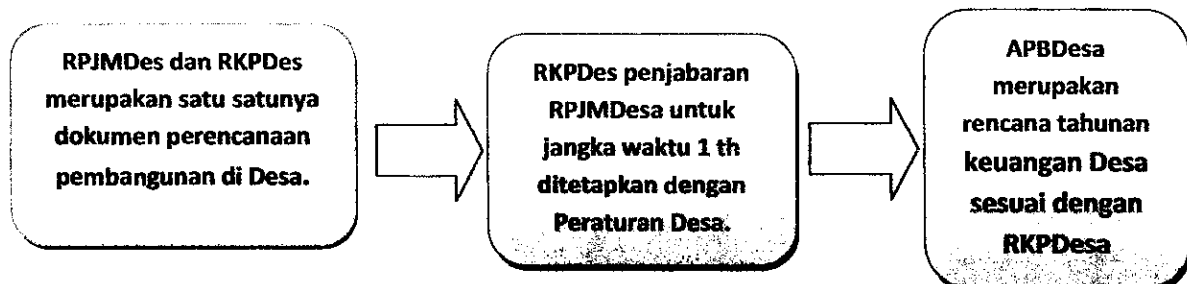 RPJMDes dan RKPDes
merupakan satu satunya
dokumen perencanaan
pembangunan di Desa.
RKPDes penjabaran
RPJMDesa untuk
jangka waktu 1 th
ditetapkan dengan
Peraturan Desa.
APBDesa
merupakan
rencana tahunan
keuangan Desa
sesuai dengan
RKPDesa